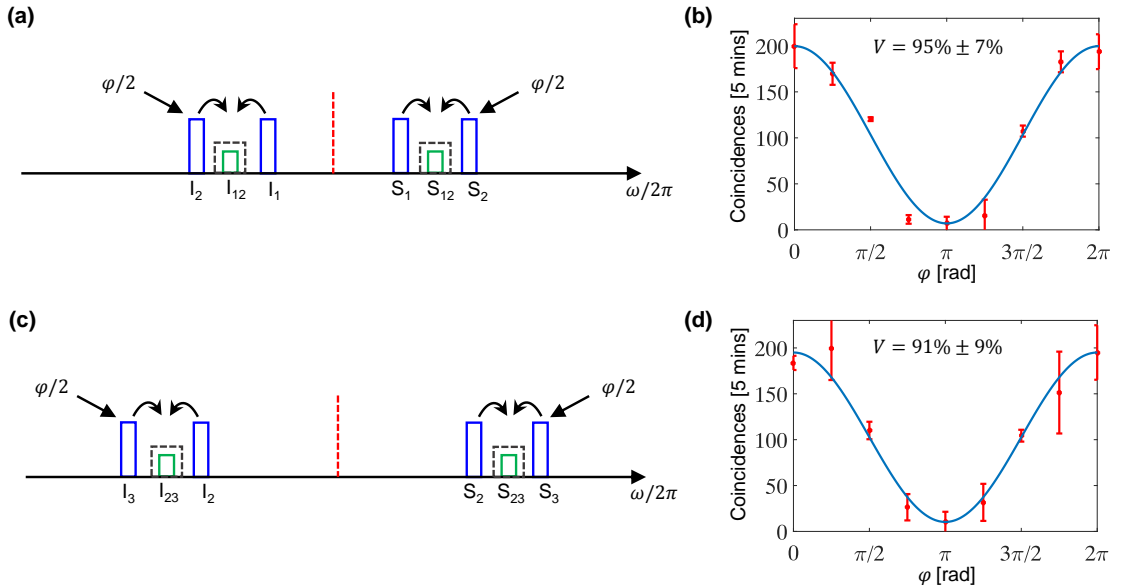 (a)
φ/2
φ/2
I₂ I₁₂ I₁ S₁ S₁₂ S₂
ω/2π
(b)
V = 95% ± 7%
Coincidences [5 mins]
200
150
100
50
0
0 π/2 π 3π/2 2π
φ [rad]
(c)
φ/2
φ/2
I₃ I₂₃ I₂ S₂ S₂₃ S₃
ω/2π
(d)
V = 91% ± 9%
Coincidences [5 mins]
200
150
100
50
0
0 π/2 π 3π/2 2π
φ [rad]